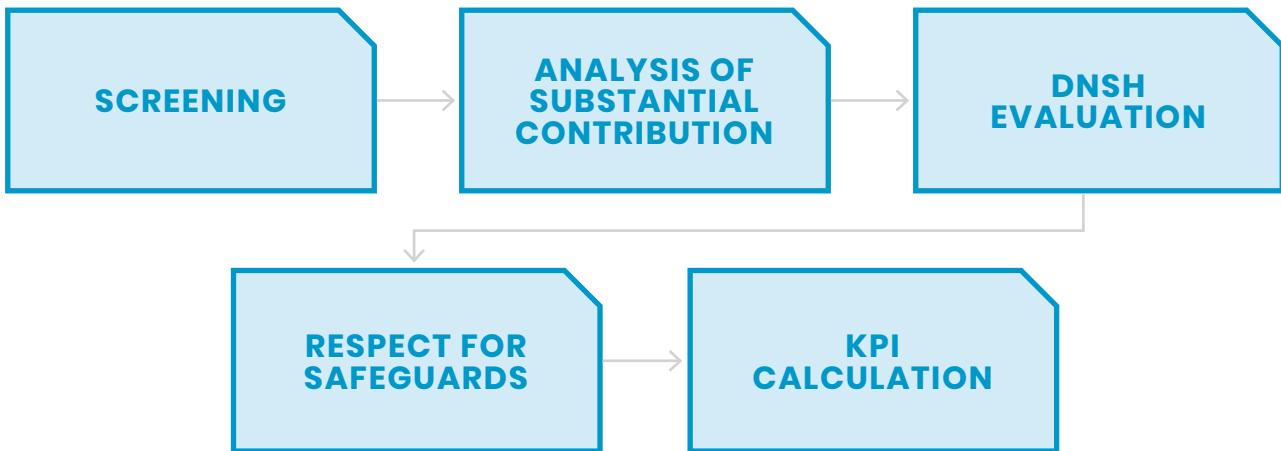 SCREENING
ANALYSIS OF
SUBSTANTIAL
CONTRIBUTION
DNSH
EVALUATION
RESPECT FOR
SAFEGUARDS
KPI
CALCULATION